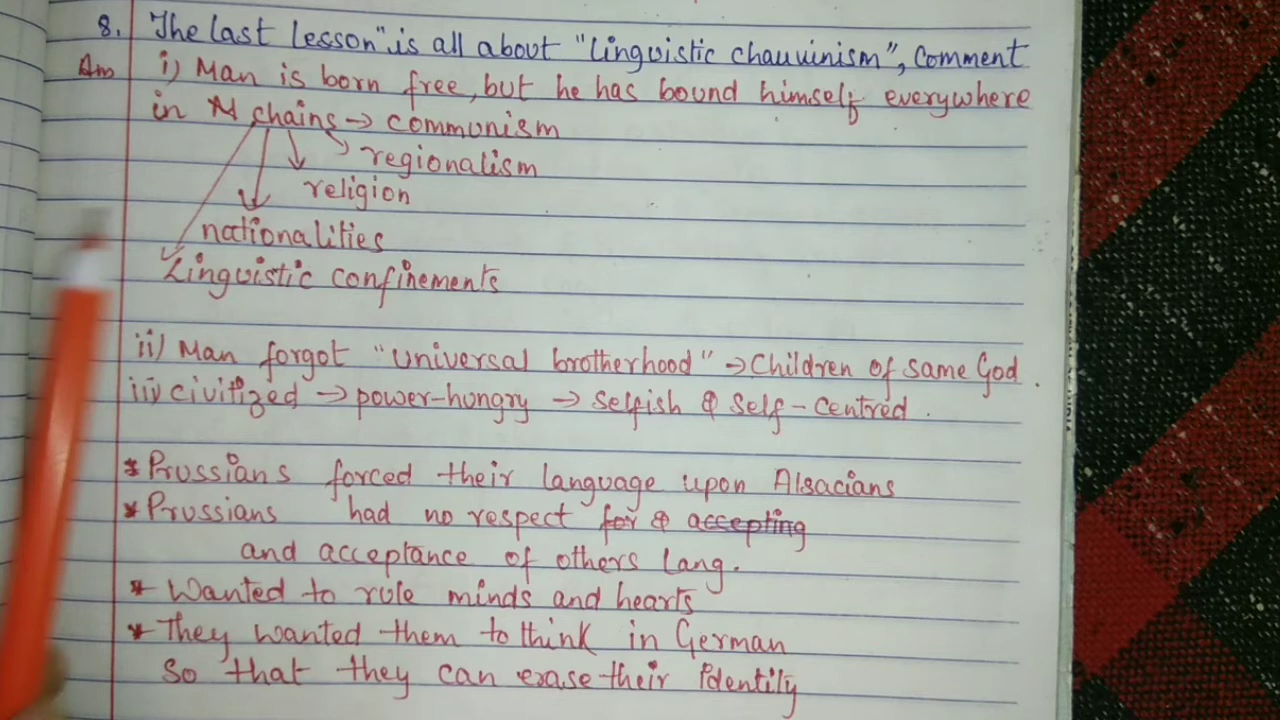 8. "The last lesson" is all about "Linguistic chauvinism", Comment
Ans i) Man is born free, but he has bound himself everywhere
in chains → communism
regionalism
religion
nationalities
Linguistic confinements
ii) Man forgot "universal brotherhood" → Children of same God.
iii) civilized → power-hungry → selfish & self-centred.
* Prussians forced their language upon Alsacians
* Prussians had no respect for & accepting
and acceptance of others lang.
* Wanted to rule minds and hearts
* They wanted them to think in German
So that they can erase their identity